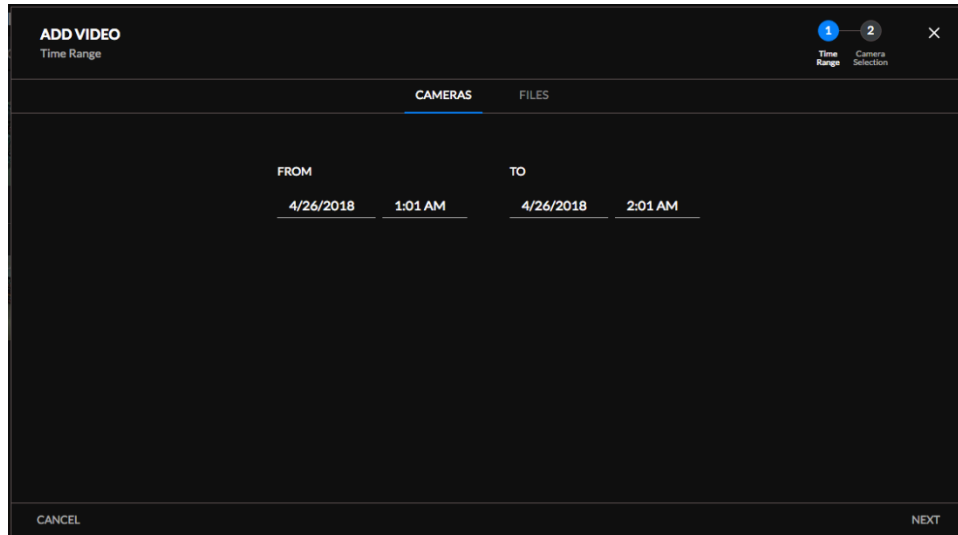 ADD VIDEO
Time Range
1 2
Time Range
Camera Selection
CAMERAS FILES
FROM TO
4/26/2018 1:01 AM 4/26/2018 2:01 AM
CANCEL NEXT